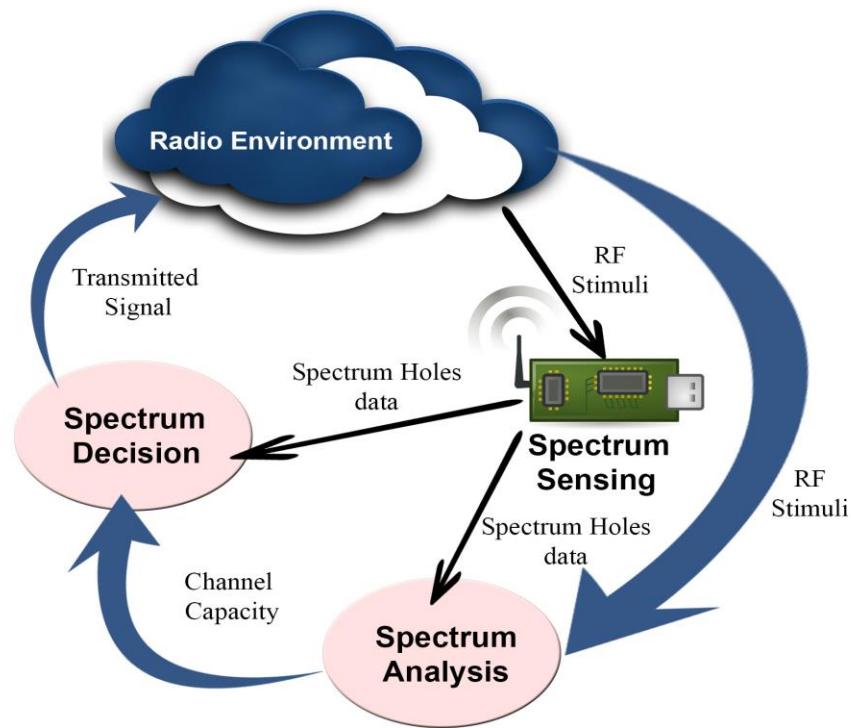 Radio Environment
RF
Stimuli
Transmitted
Signal
Spectrum Holes
data
Spectrum
Decision
Spectrum
Sensing
RF
Stimuli
Spectrum Holes
data
Channel
Capacity
Spectrum
Analysis